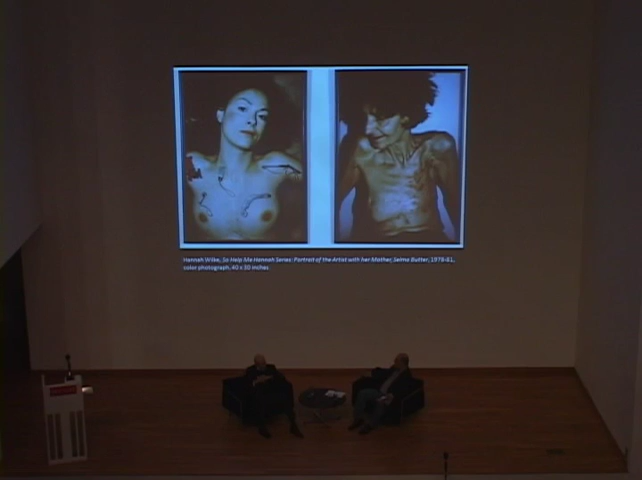 Hannah Wilke, So Help Me Hannah Series: Portrait of the Artist with her Mother, Selma Butter, 1978-81,
color photograph, 40 x 30 inches.